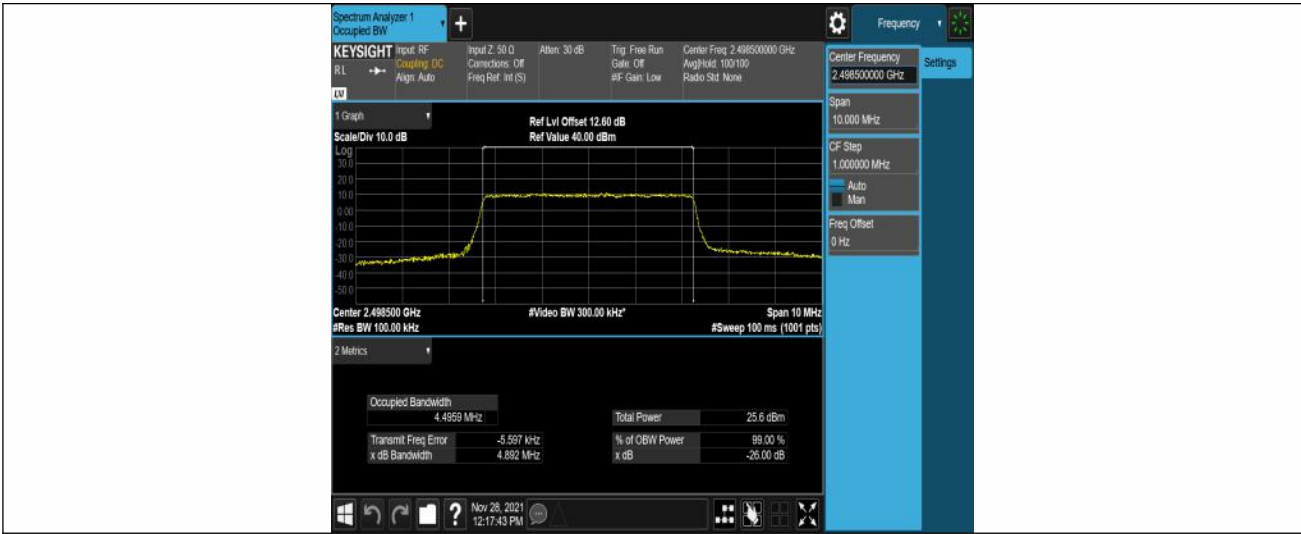 Spectrum Analyzer 1
Occupied BW
+
Frequency
KEYSIGHT Input: RF Input Z: 50 Ω Atten: 30 dB Trig: Free Run Center Freq: 2.498500000 GHz
RL Coupling: DC Corrections: Off Gate: Off Avg|Hold: 100/100
Align: Auto Freq Ref: Int (S) #IF Gain: Low Radio Std: None
LXI
Center Frequency
2.498500000 GHz
Settings
Span
10.000 MHz
CF Step
1.000000 MHz
Auto
Man
Freq Offset
0 Hz
1 Graph
Ref Lvl Offset 12.60 dB
Scale/Div 10.0 dB Ref Value 40.00 dBm
Log
30.0
20.0
10.0
0.00
-10.0
-20.0
-30.0
-40.0
-50.0
Center 2.498500 GHz #Video BW 300.00 kHz* Span 10 MHz
#Res BW 100.00 kHz #Sweep 100 ms (1001 pts)
2 Metrics
Occupied Bandwidth
4.4959 MHz
Total Power 25.6 dBm
Transmit Freq Error -5.597 kHz % of OBW Power 99.00 %
x dB Bandwidth 4.892 MHz x dB -26.00 dB
?
Nov 28, 2021
12:17:43 PM